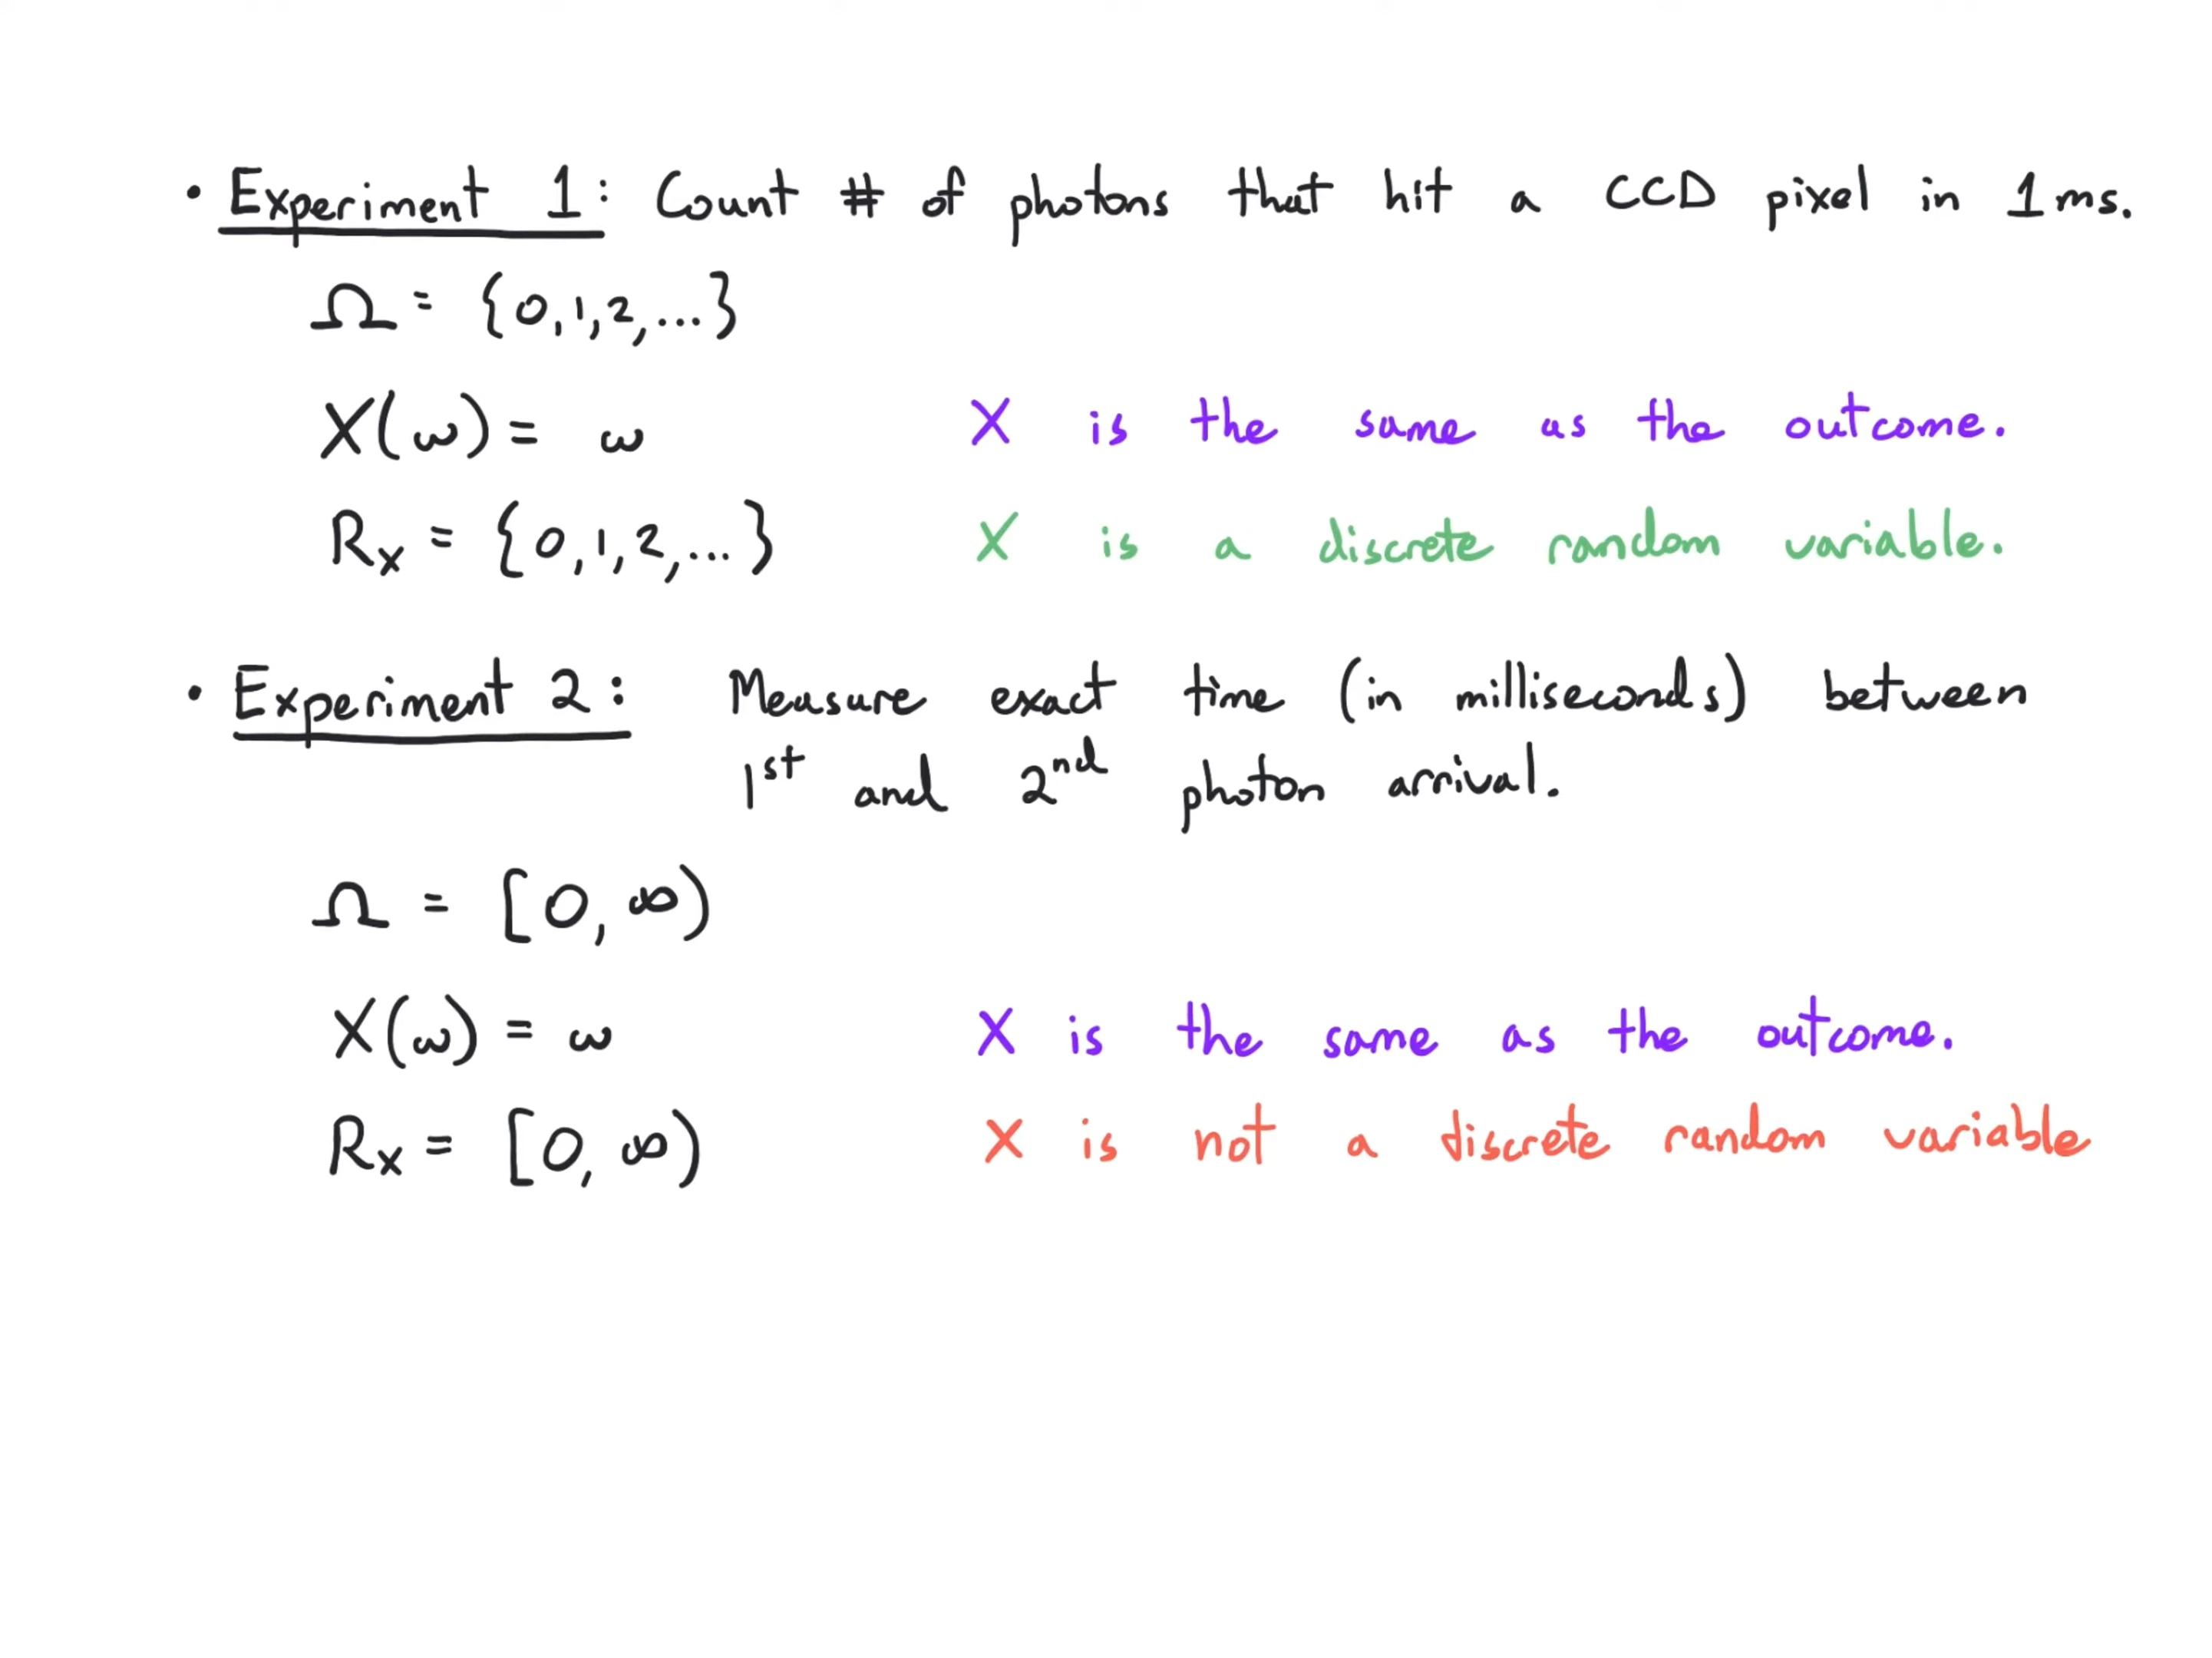 • Experiment 1: Count # of photons that hit a CCD pixel in 1 ms.
Ω = {0,1,2,...}
X(ω) = ω X is the same as the outcome.
Rx = {0,1,2,...} X is a discrete random variable.
• Experiment 2: Measure exact time (in milliseconds) between
1st and 2nd photon arrival.
Ω = [0, ∞)
X(ω) = ω X is the same as the outcome.
Rx = [0, ∞) X is not a discrete random variable